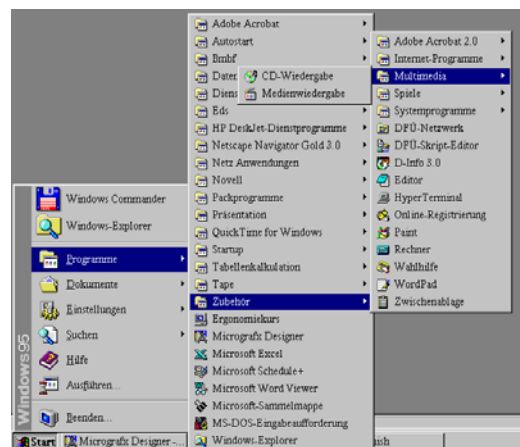 Adobe Acrobat
Autostart
Bmbf
Daten
Diens
Eds
HP DeskJet-Dienstprogramme
Netscape Navigator Gold 3.0
Netz Anwendungen
Novell
Packprogramme
Präsentation
QuickTime for Windows
Startup
Tabellenkalkulation
Tape
Zubehör
Ergonomiekurs
Micrografx Designer
Microsoft Excel
Microsoft Schedule+
Microsoft Word Viewer
Microsoft-Sammelmappe
MS-DOS-Eingabeaufforderung
Windows-Explorer
CD-Wiedergabe
Medienwiedergabe
Adobe Acrobat 2.0
Internet-Programme
Multimedia
Spiele
Systemprogramme
DFÜ-Netzwerk
DFÜ-Skript-Editor
D-Info 3.0
Editor
HyperTerminal
Online-Registrierung
Paint
Rechner
Wahlhilfe
WordPad
Zwischenablage
Windows Commander
Windows-Explorer
Programme
Dokumente
Einstellungen
Suchen
Hilfe
Ausführen...
Beenden...
Windows95
Start
Micrografx Designer -...
ish